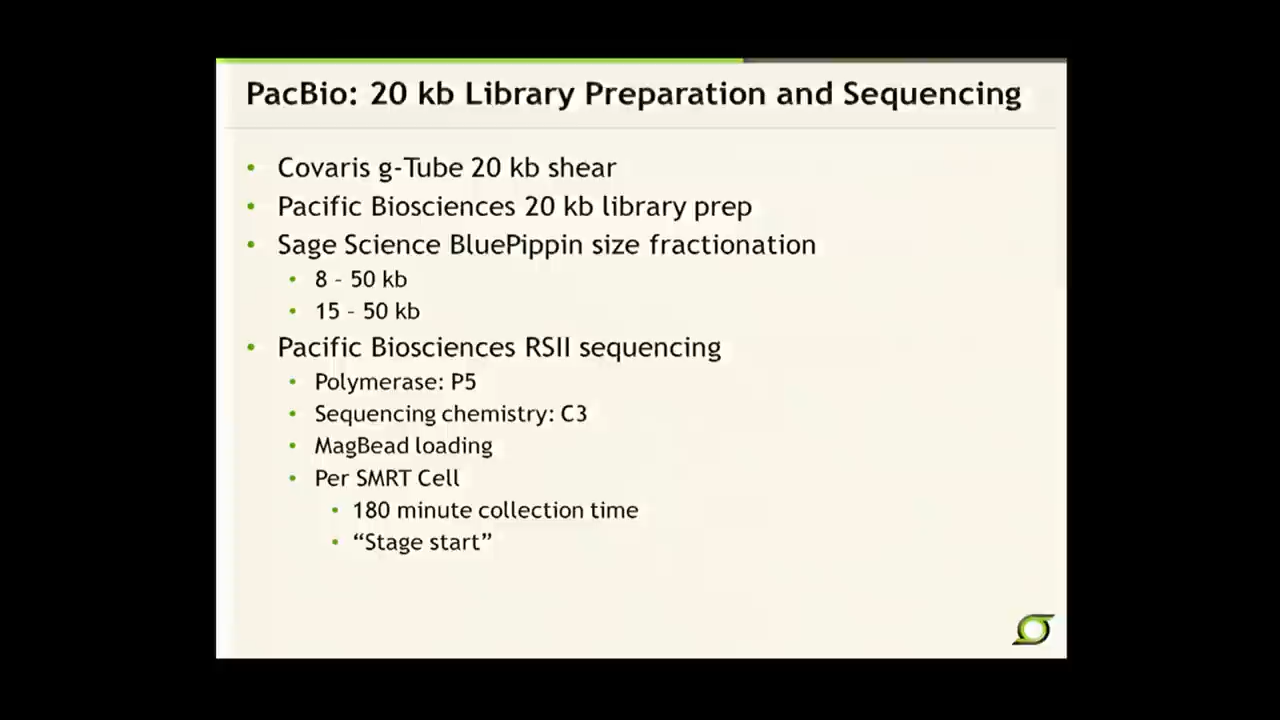 PacBio: 20 kb Library Preparation and Sequencing
• Covaris g-Tube 20 kb shear
• Pacific Biosciences 20 kb library prep
• Sage Science BluePippin size fractionation
• 8 – 50 kb
• 15 – 50 kb
• Pacific Biosciences RSII sequencing
• Polymerase: P5
• Sequencing chemistry: C3
• MagBead loading
• Per SMRT Cell
• 180 minute collection time
• “Stage start”